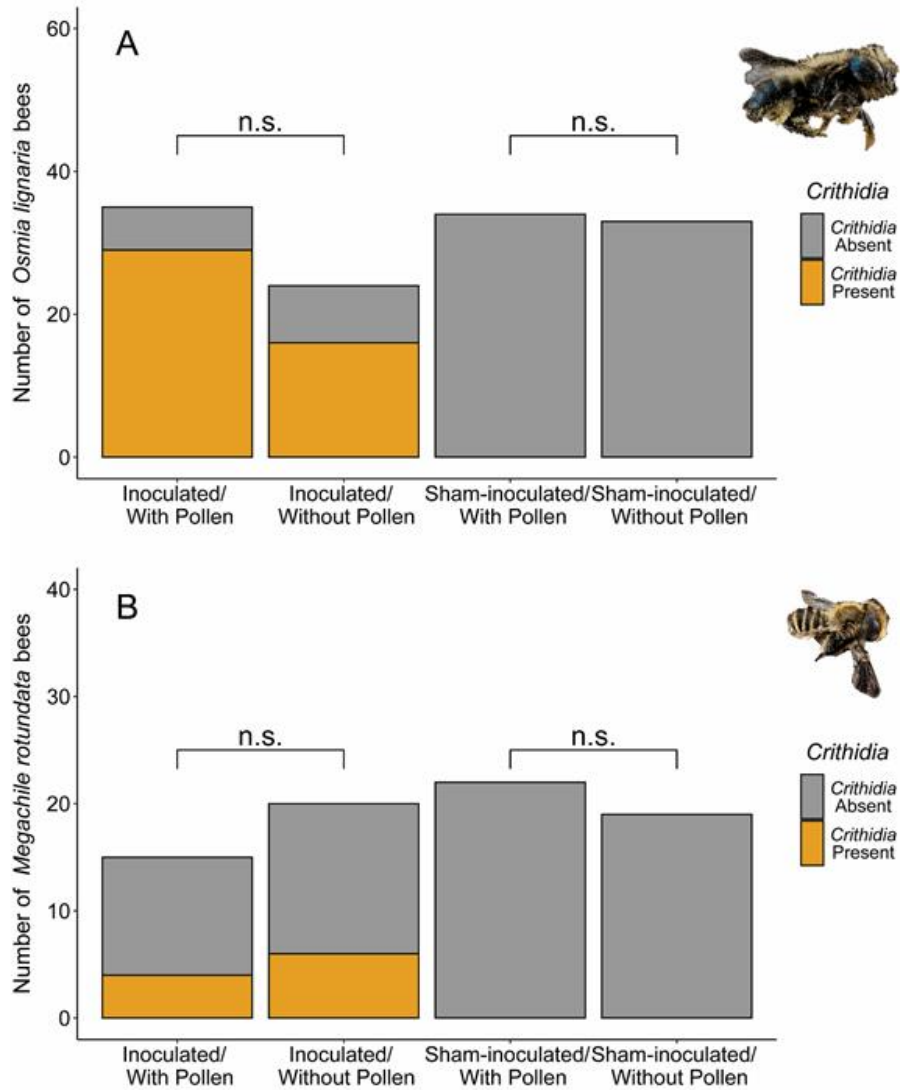 A
Number of Osmia lignaria bees
60
40
20
0
n.s.
n.s.
Crithidia
Crithidia
Absent
Crithidia
Present
Inoculated/
With Pollen
Inoculated/
Without Pollen
Sham-inoculated/
With Pollen
Sham-inoculated/
Without Pollen
B
Number of Megachile rotundata bees
40
30
20
10
0
n.s.
n.s.
Crithidia
Crithidia
Absent
Crithidia
Present
Inoculated/
With Pollen
Inoculated/
Without Pollen
Sham-inoculated/
With Pollen
Sham-inoculated/
Without Pollen